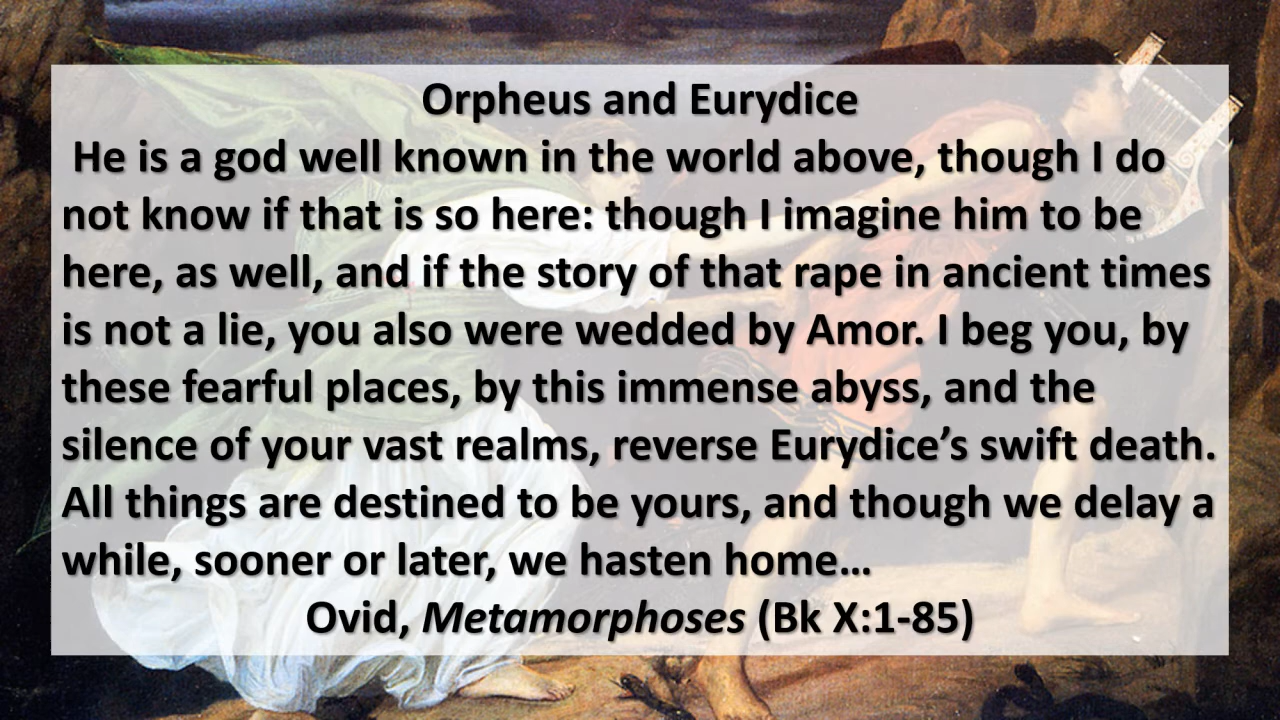 Orpheus and Eurydice
He is a god well known in the world above, though I do
not know if that is so here: though I imagine him to be
here, as well, and if the story of that rape in ancient times
is not a lie, you also were wedded by Amor. I beg you, by
these fearful places, by this immense abyss, and the
silence of your vast realms, reverse Eurydice’s swift death.
All things are destined to be yours, and though we delay a
while, sooner or later, we hasten home…
Ovid, Metamorphoses (Bk X:1-85)